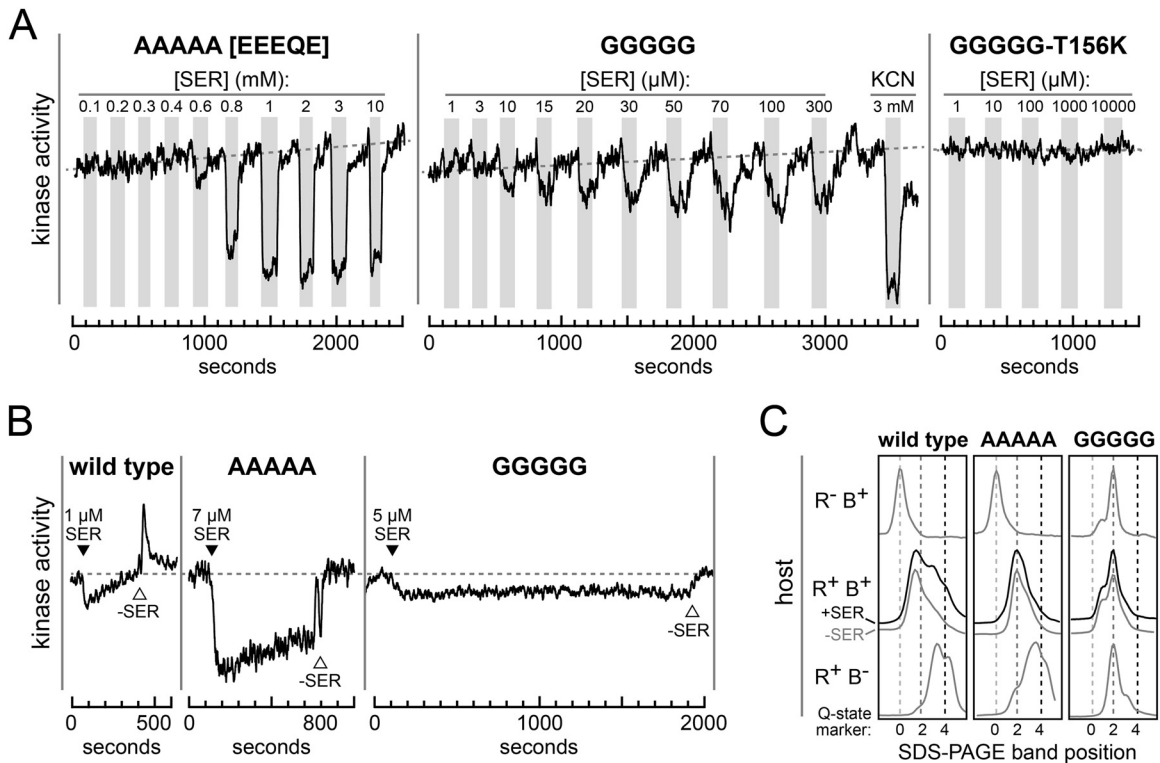 A
AAAAA [EEEQE]
GGGGG
GGGGG-T156K
[SER] (mM):
[SER] (µM):
KCN
[SER] (µM):
0.1 0.2 0.3 0.4 0.6 0.8 1 2 3 10
1 3 10 15 20 30 50 70 100 300
3 mM
1 10 100 1000 10000
kinase activity
0 1000 2000
0 1000 2000 3000
0 1000
seconds
seconds
seconds
B
wild type
AAAAA
GGGGG
1 µM
SER
7 µM
SER
5 µM
SER
kinase activity
-SER
-SER
-SER
0 500
0 800
0 1000 2000
seconds
seconds
seconds
C
wild type AAAAA GGGGG
host
R⁻ B⁺
R⁺ B⁺
+SER
-SER
R⁺ B⁻
Q-state
marker:
0 2 4
0 2 4
0 2 4
SDS-PAGE band position